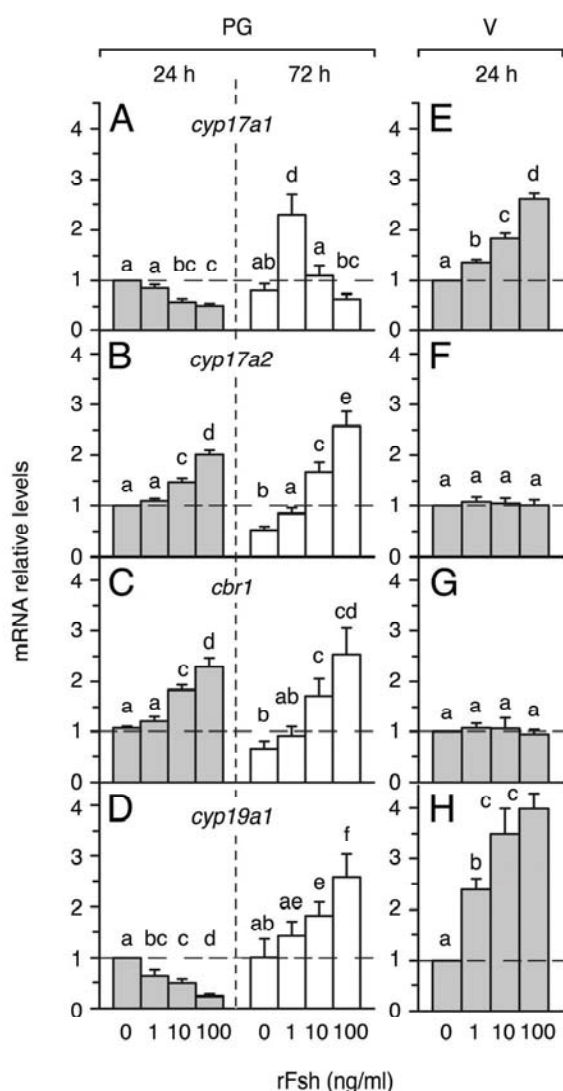 PG V
24 h 72 h 24 h
A cyp17a1 E
4
3
2
1
0
a a bc c ab d a bc
4
3
2
1
0
a b c d
B cyp17a2 F
4
3
2
1
0
a a c d b a c e
4
3
2
1
0
a a a a
C cbr1 G
4
3
2
1
0
a a c d b ab c cd
4
3
2
1
0
a a a a
D cyp19a1 H
4
3
2
1
0
a bc c d ab ae e f
4
3
2
1
0
a b c c
mRNA relative levels
0 1 10 100 0 1 10 100 0 1 10 100
rFsh (ng/ml)